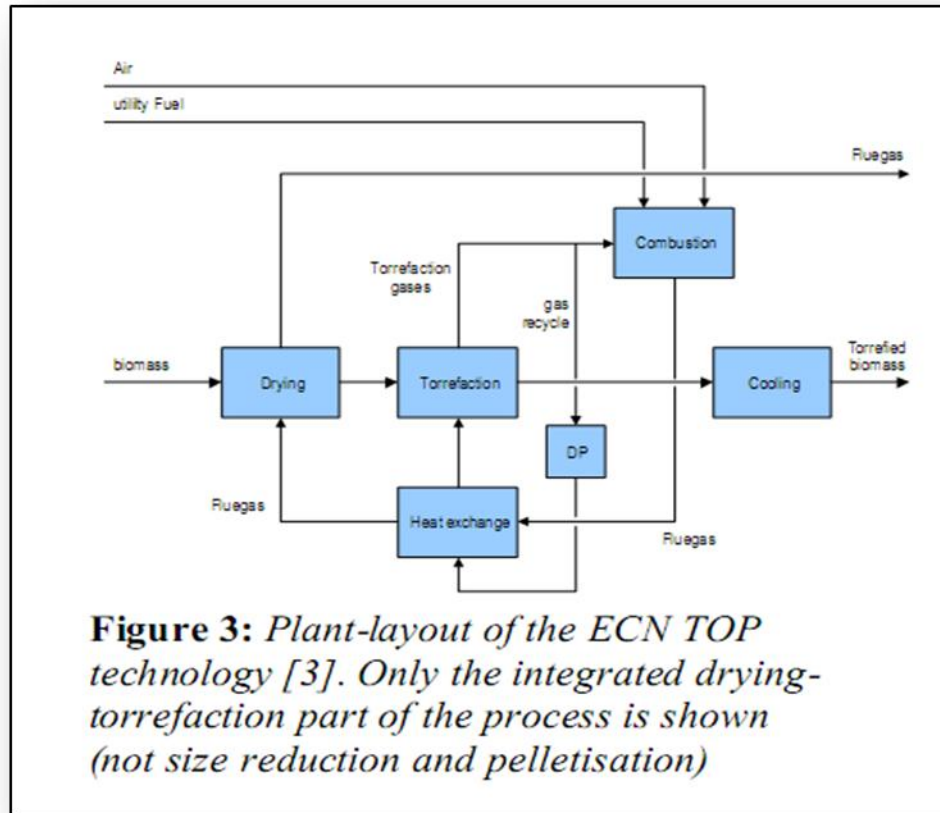 Air
utility Fuel
Fluegas
Combustion
Torrefaction
gases
gas
recycle
biomass
Drying
Torrefaction
Cooling
Torrefied
biomass
DP
Fluegas
Heat exchange
Fluegas
Figure 3: Plant-layout of the ECN TOP
technology [3]. Only the integrated drying-
torrefaction part of the process is shown
(not size reduction and pelletisation)